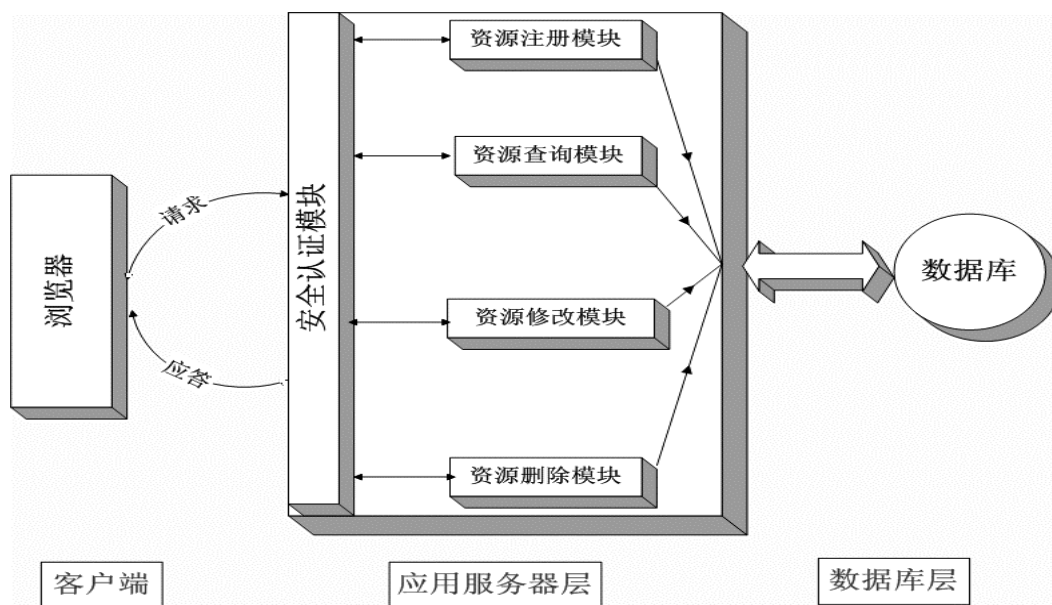 资源注册模块
资源查询模块
资源修改模块
资源删除模块
安全认证模块
浏览器
请求
应答
数据库
客户端
应用服务器层
数据库层